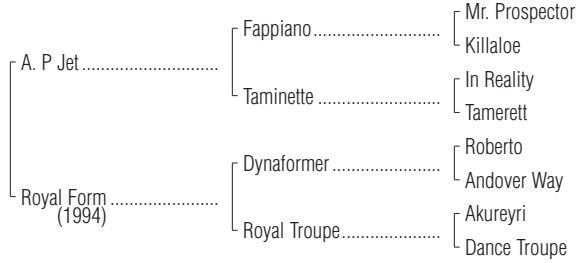 Mr. Prospector
Fappiano
Killaloe
A. P Jet
In Reality
Taminette
Tamerett
Roberto
Dynaformer
Andover Way
Royal Form
(1994)
Akureyri
Royal Troupe
Dance Troupe